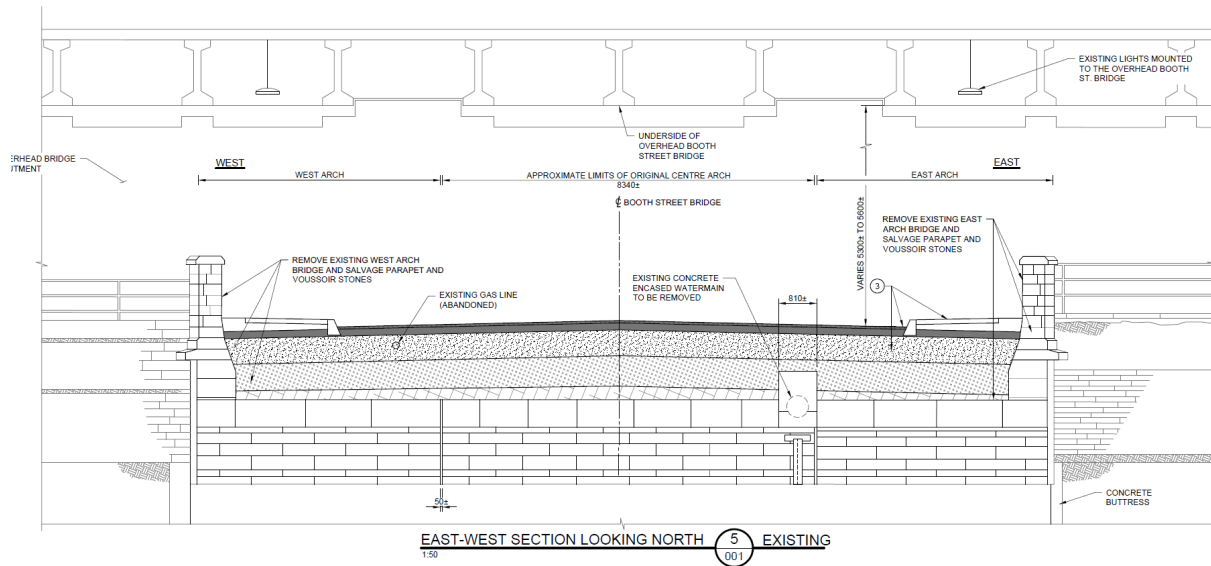 EXISTING LIGHTS MOUNTED
TO THE OVERHEAD BOOTH
ST. BRIDGE
UNDERSIDE OF
OVERHEAD BOOTH
STREET BRIDGE
ERHEAD BRIDGE
UTMENT
WEST
EAST
WEST ARCH
APPROXIMATE LIMITS OF ORIGINAL CENTRE ARCH
8340±
EAST ARCH
℄ BOOTH STREET BRIDGE
VARIES 5300± TO 5600±
REMOVE EXISTING EAST
ARCH BRIDGE AND
SALVAGE PARAPET AND
VOUSSOIR STONES
REMOVE EXISTING WEST ARCH
BRIDGE AND SALVAGE PARAPET AND
VOUSSOIR STONES
EXISTING GAS LINE
(ABANDONED)
EXISTING CONCRETE
ENCASED WATERMAIN
TO BE REMOVED
810±
3
50±
CONCRETE
BUTTRESS
EAST-WEST SECTION LOOKING NORTH 5 EXISTING
1:50
001